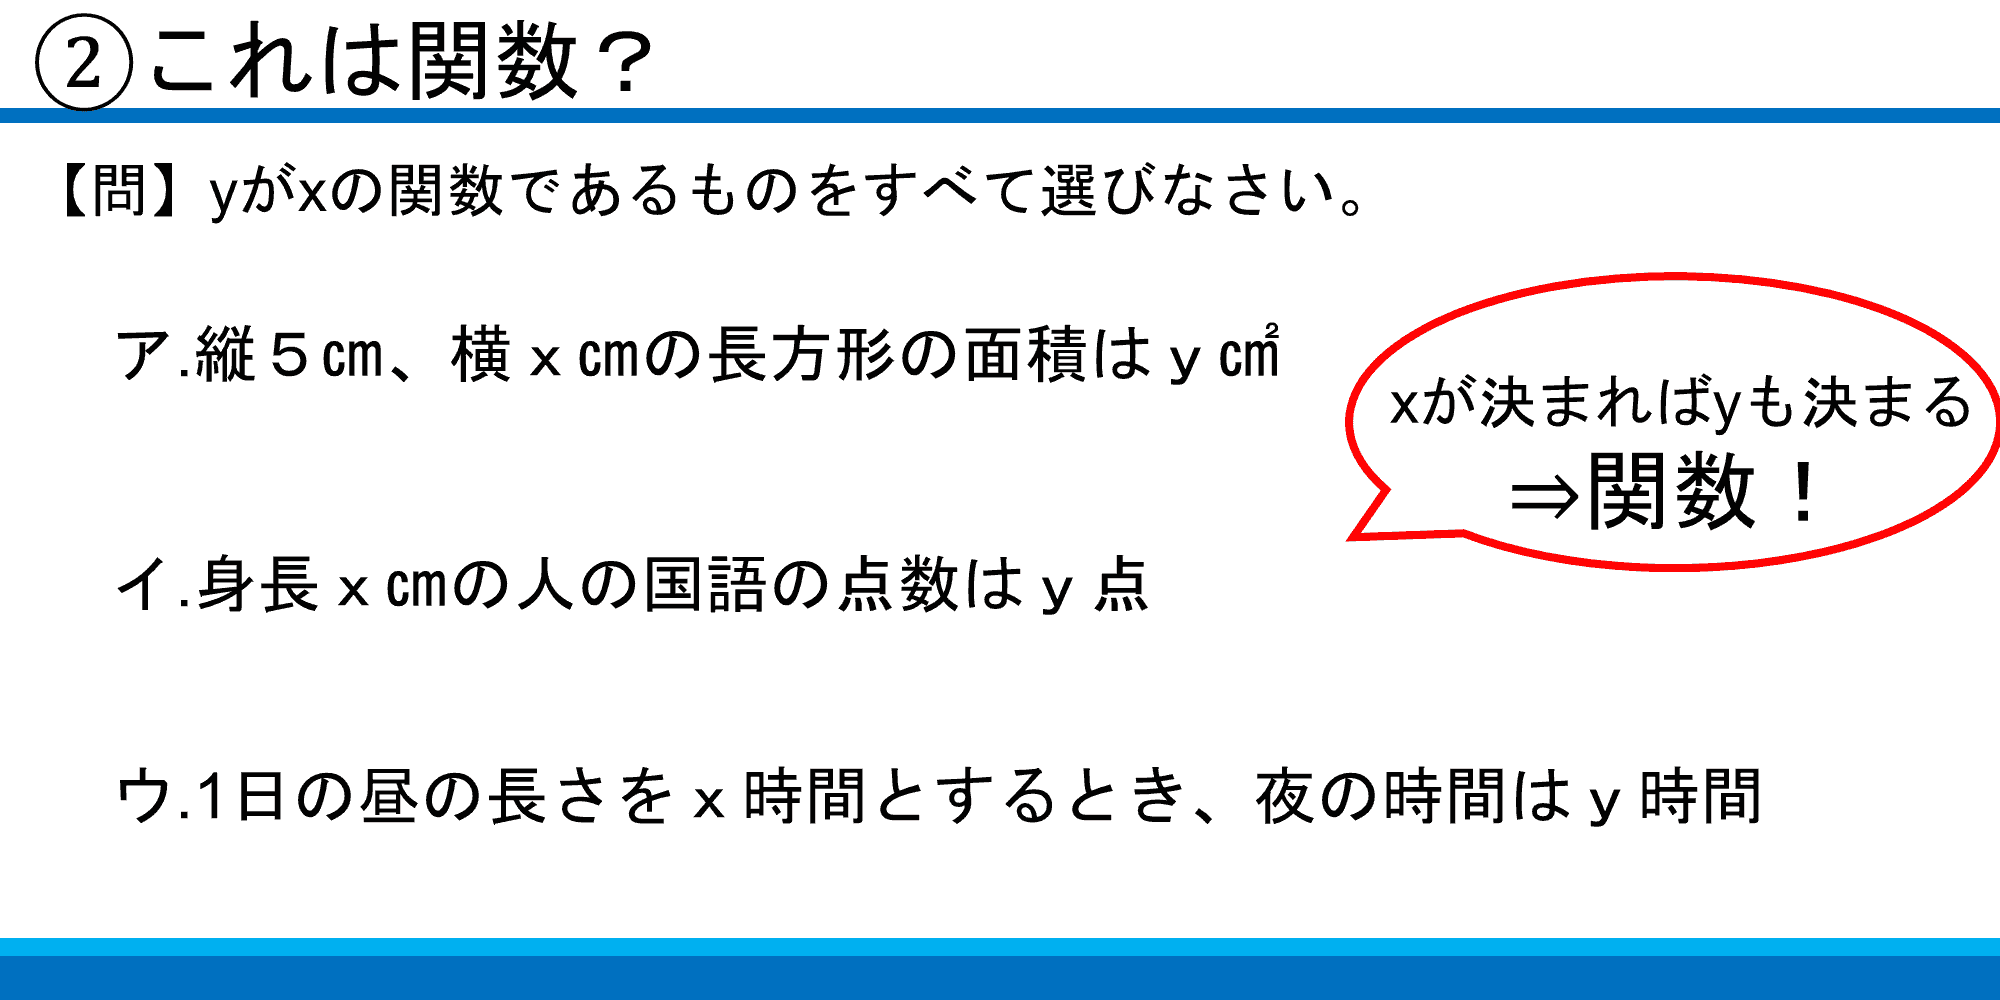 ②これは関数？
【問】yがxの関数であるものをすべて選びなさい。
ア.縦５㎝、横ｘ㎝の長方形の面積はｙ㎠
xが決まればyも決まる
⇒関数！
イ.身長ｘ㎝の人の国語の点数はｙ点
ウ.1日の昼の長さをｘ時間とするとき、夜の時間はｙ時間